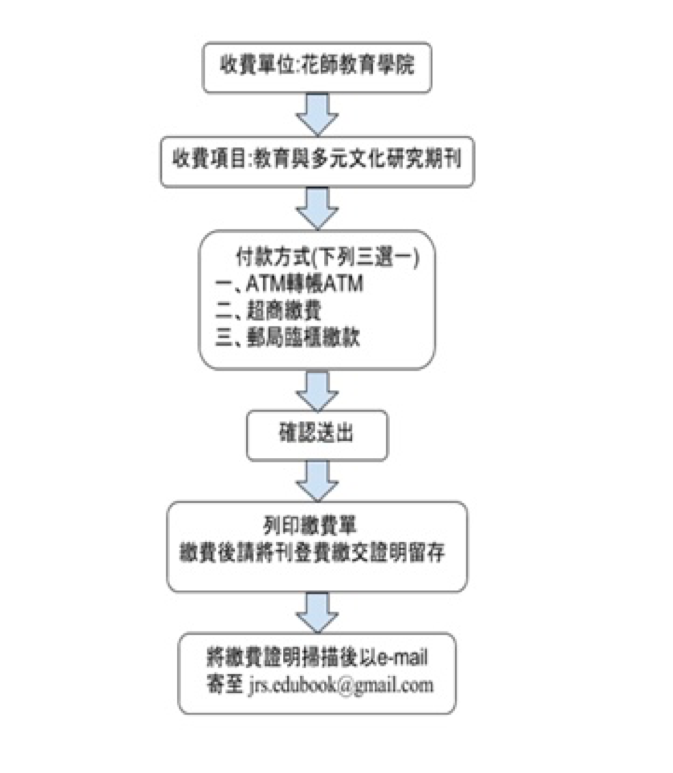 收費單位:花師教育學院
收費項目:教育與多元文化研究期刊
付款方式(下列三選一)
一、ATM轉帳ATM
二、超商繳費
三、郵局臨櫃繳款
確認送出
列印繳費單
繳費後請將刊登費繳交證明留存
將繳費證明掃描後以e-mail
寄至 jrs.edubook@gmail.com